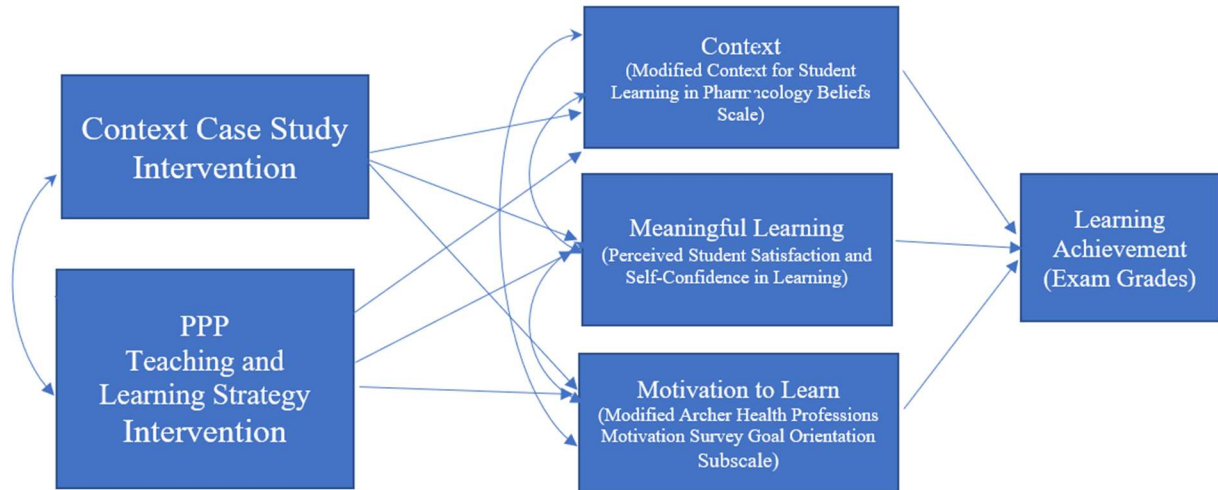 Context Case Study
Intervention
PPP
Teaching and
Learning Strategy
Intervention
Context
(Modified Context for Student
Learning in Pharmacology Beliefs
Scale)
Meaningful Learning
(Perceived Student Satisfaction and
Self-Confidence in Learning)
Motivation to Learn
(Modified Archer Health Professions
Motivation Survey Goal Orientation
Subscale)
Learning
Achievement
(Exam Grades)